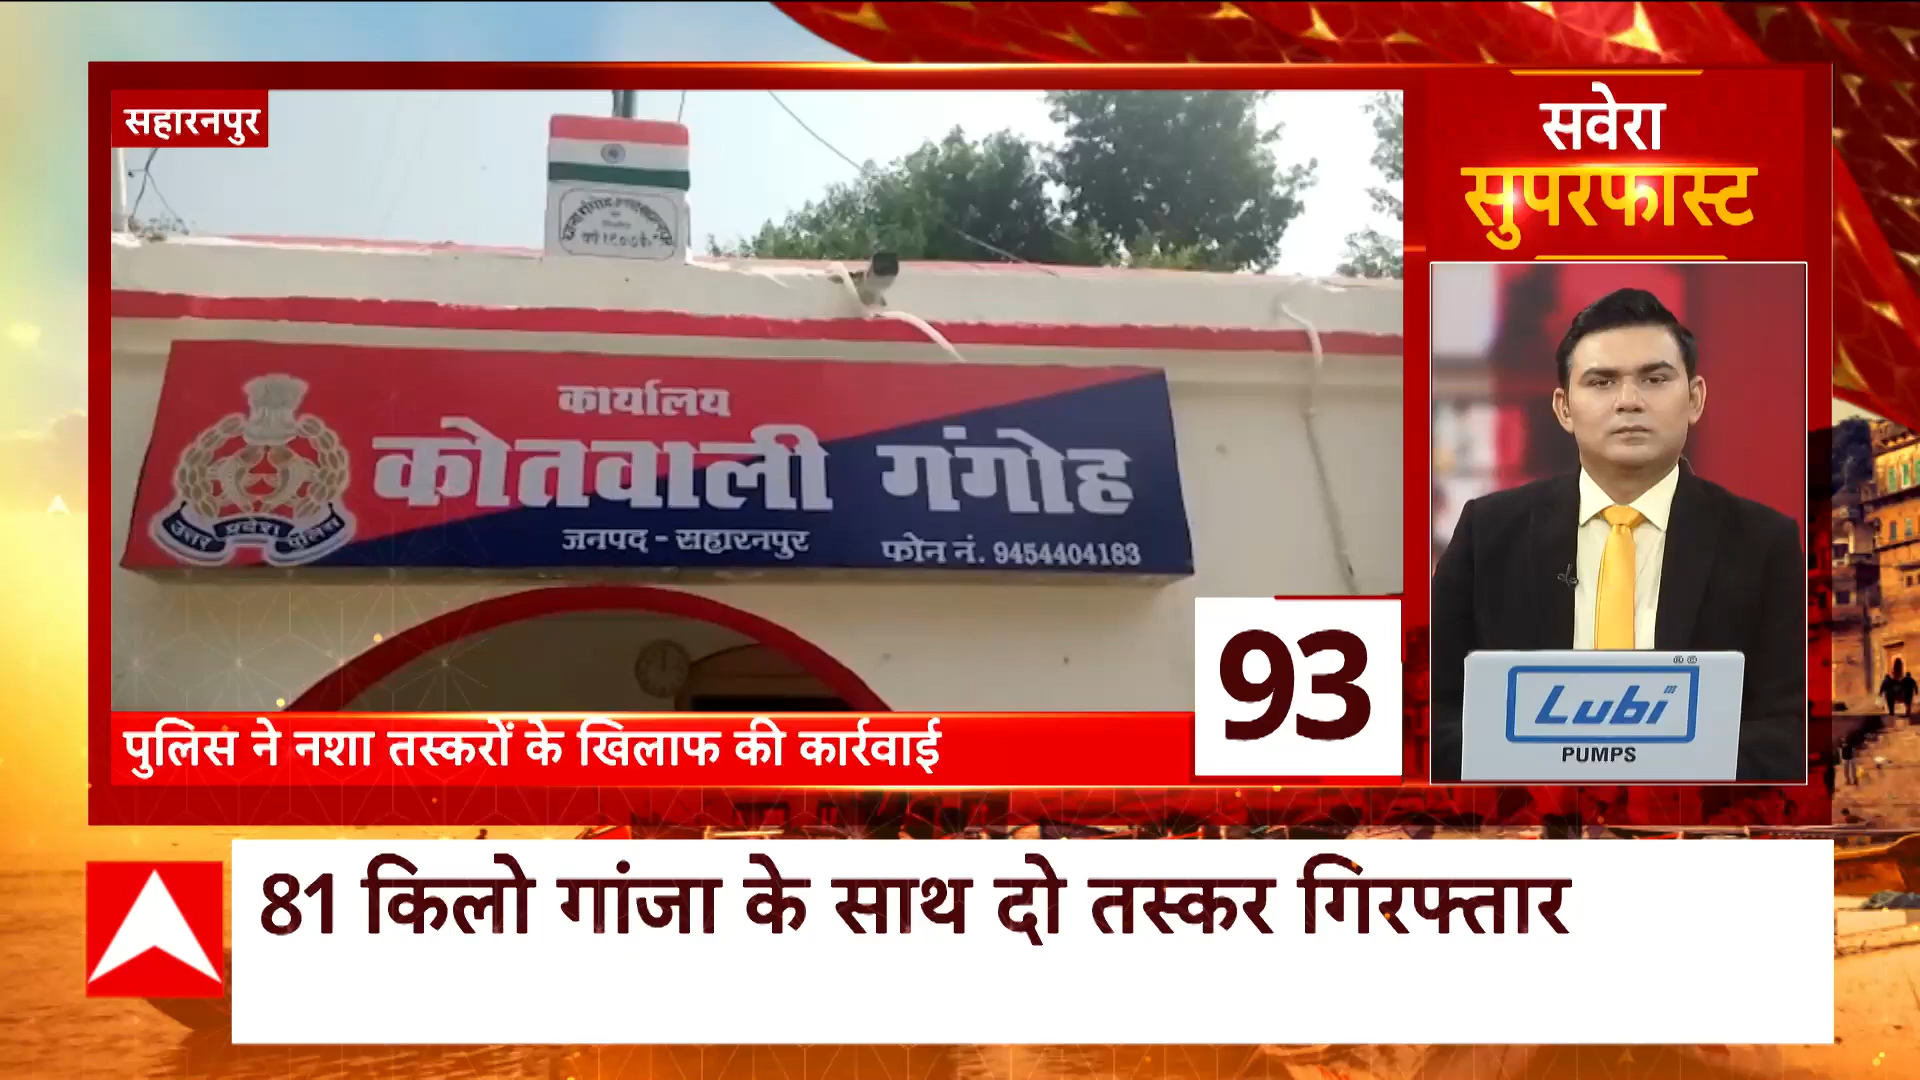 सहारनपुर
सवेरा
सुपरफास्ट
कार्यालय
कोतवाली गंगोह
जनपद - सहारनपुर
फोन नं. 9454404183
उत्तर प्रदेश पुलिस
93
पुलिस ने नशा तस्करों के खिलाफ की कार्रवाई
Lubi
PUMPS
81 किलो गांजा के साथ दो तस्कर गिरफ्तार